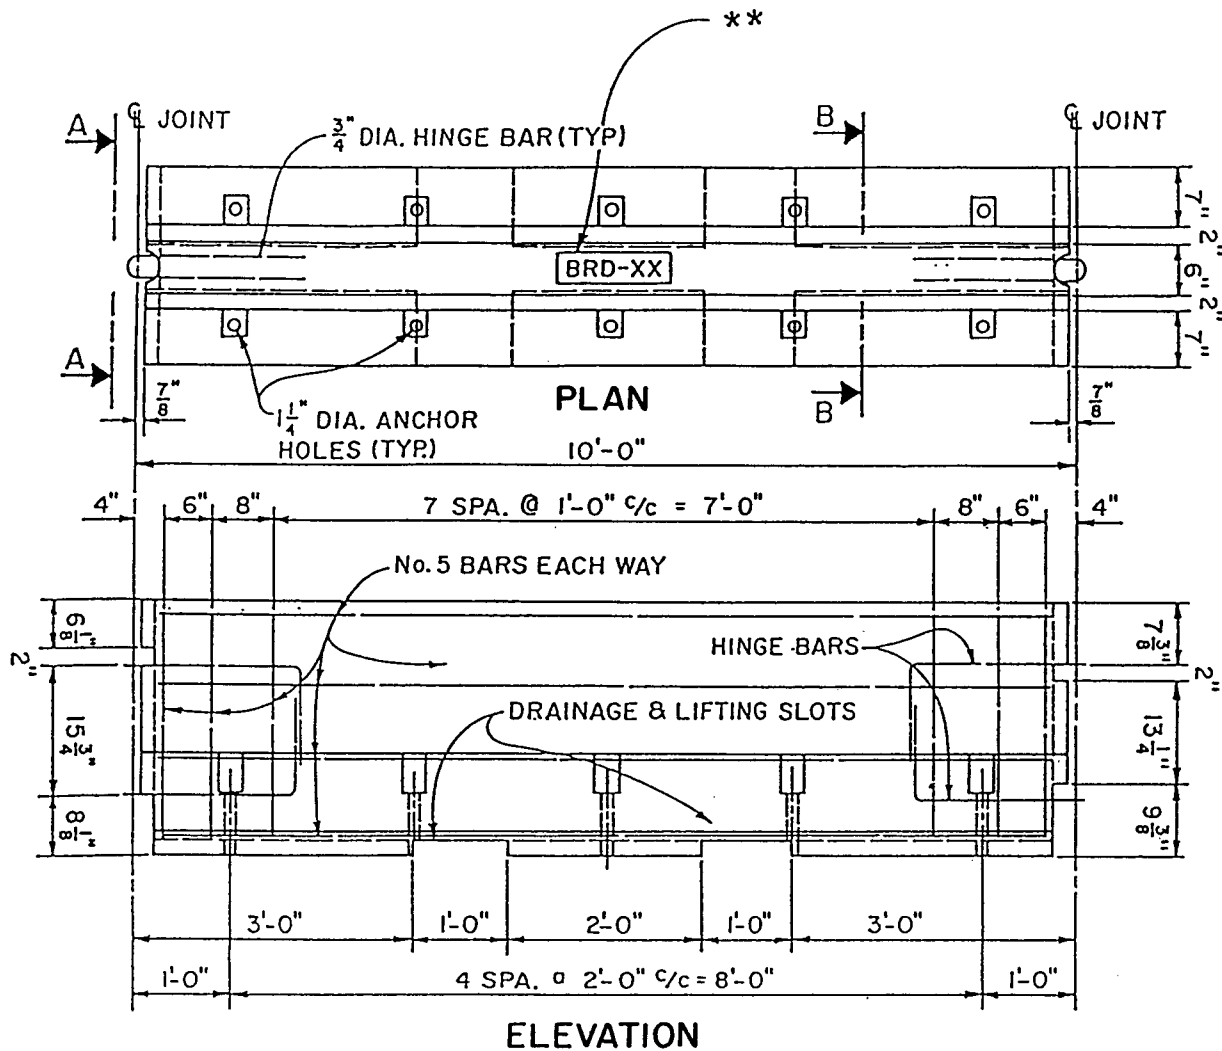 **
A
℄ JOINT
3/4" DIA. HINGE BAR (TYP)
B
℄ JOINT
7"
2"
BRD-XX
6"
2"
7"
A
7/8"
PLAN
B
7/8"
1 1/4" DIA. ANCHOR
HOLES (TYP.)
10'-0"
4"
6"
8"
7 SPA. @ 1'-0" c/c = 7'-0"
8"
6"
4"
No. 5 BARS EACH WAY
6 1/8"
HINGE BARS
7 3/8"
2"
2"
DRAINAGE & LIFTING SLOTS
15 3/4"
13 1/4"
8 1/8"
9 3/8"
3'-0"
1'-0"
2'-0"
1'-0"
3'-0"
1'-0"
4 SPA. @ 2'-0" c/c = 8'-0"
1'-0"
ELEVATION